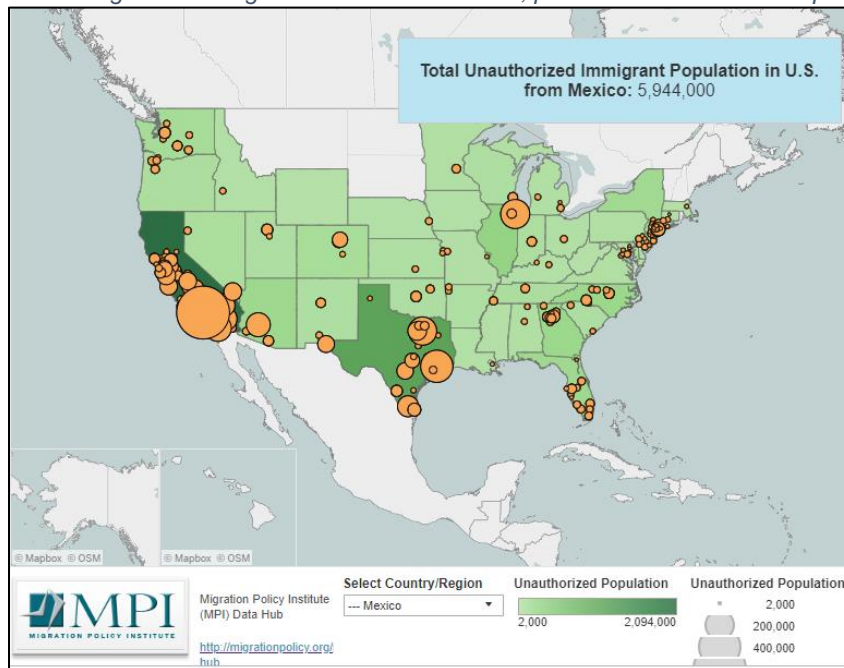 Total Unauthorized Immigrant Population in U.S.
from Mexico: 5,944,000
© Mapbox © OSM
© Mapbox © OSM
MPI
MIGRATION POLICY INSTITUTE
Migration Policy Institute
(MPI) Data Hub
http://migrationpolicy.org/
hub
Select Country/Region
--- Mexico
Unauthorized Population
2,000
2,094,000
Unauthorized Population
2,000
200,000
400,000